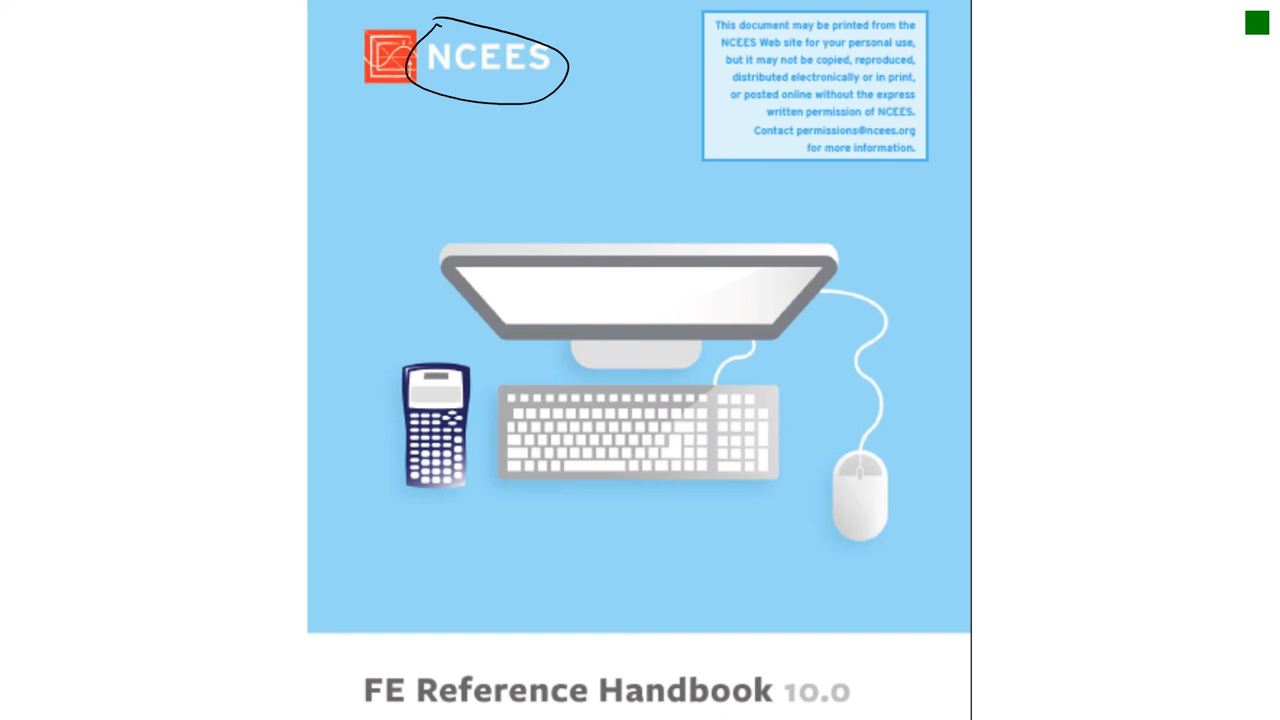 NCEES
This document may be printed from the
NCEES Web site for your personal use,
but it may not be copied, reproduced,
distributed electronically or in print,
or posted online without the express
written permission of NCEES.
Contact permissions@ncees.org
for more information.
FE Reference Handbook 10.0